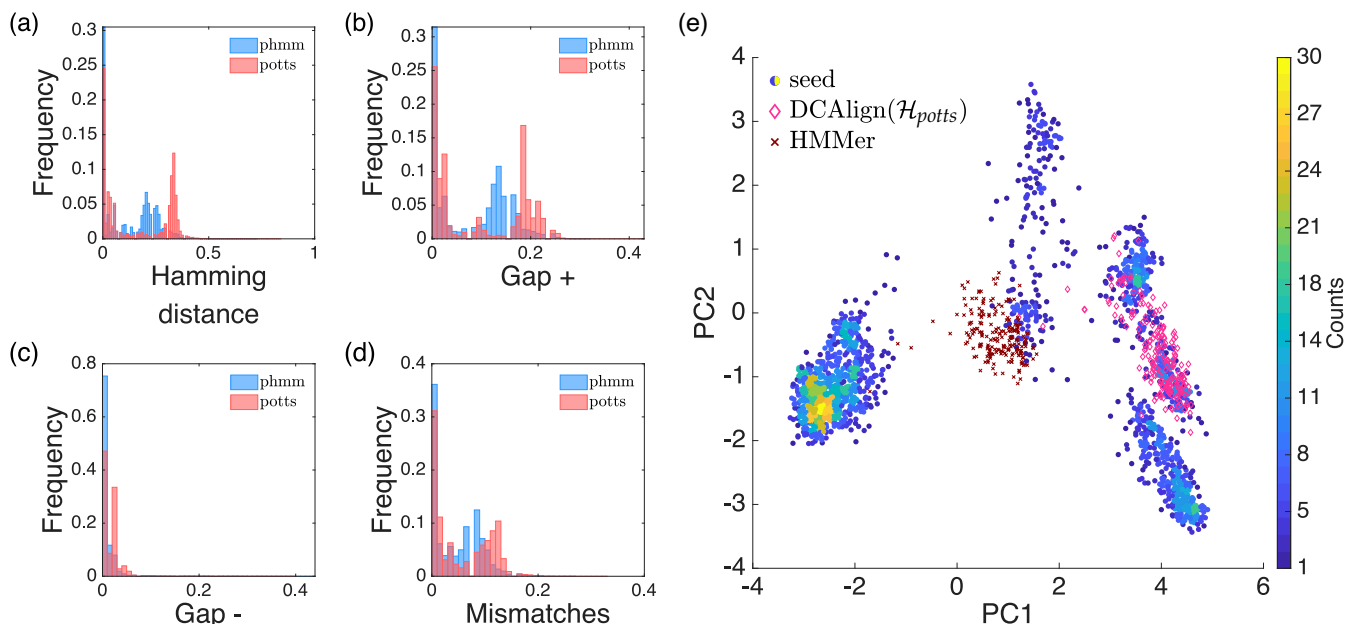 (a)
0.3
0.25
0.2
0.15
0.1
0.05
0
Frequency
phmm
potts
0
0.5
1
Hamming
distance
(b)
0.3
0.25
0.2
0.15
0.1
0.05
0
Frequency
phmm
potts
0
0.2
0.4
Gap +
(c)
0.8
0.6
0.4
0.2
0
Frequency
phmm
potts
0
0.2
0.4
Gap -
(d)
0.4
0.3
0.2
0.1
0
Frequency
phmm
potts
0
0.2
0.4
Mismatches
(e)
4
3
2
1
0
-1
-2
-3
-4
PC2
seed
DCAlign(ℋpotts)
HMMer
-4
-2
0
2
4
6
PC1
30
27
24
21
18
15
12
9
6
3
1
Counts